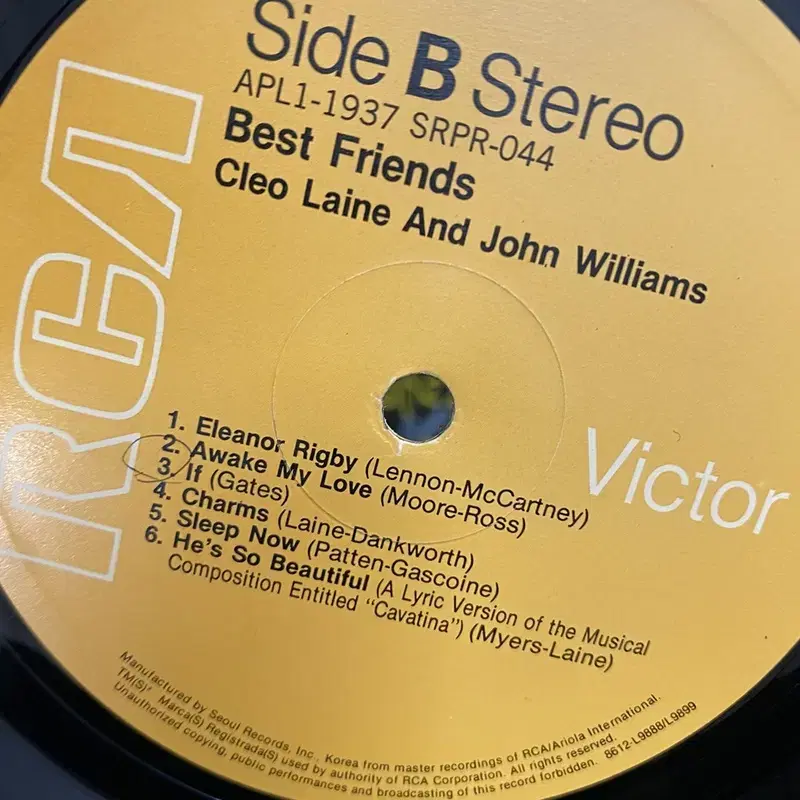 Side B Stereo
APL1-1937 SRPR-044
Best Friends
Cleo Laine And John Williams
RCA
Victor
1. Eleanor Rigby (Lennon-McCartney)
2. Awake My Love (Moore-Ross)
3. If (Gates)
4. Charms (Laine-Dankworth)
5. Sleep Now (Patten-Gascoine)
6. He's So Beautiful (A Lyric Version of the Musical
Composition Entitled "Cavatina") (Myers-Laine)
Manufactured by Seoul Records, Inc., Korea from master recordings of RCA/Ariola International.
TM(S)® Marca(S) Registrada(S) used by authority of RCA Corporation. All rights reserved.
Unauthorized copying, public performances and broadcasting of this record forbidden. 8612-L9888/L9899